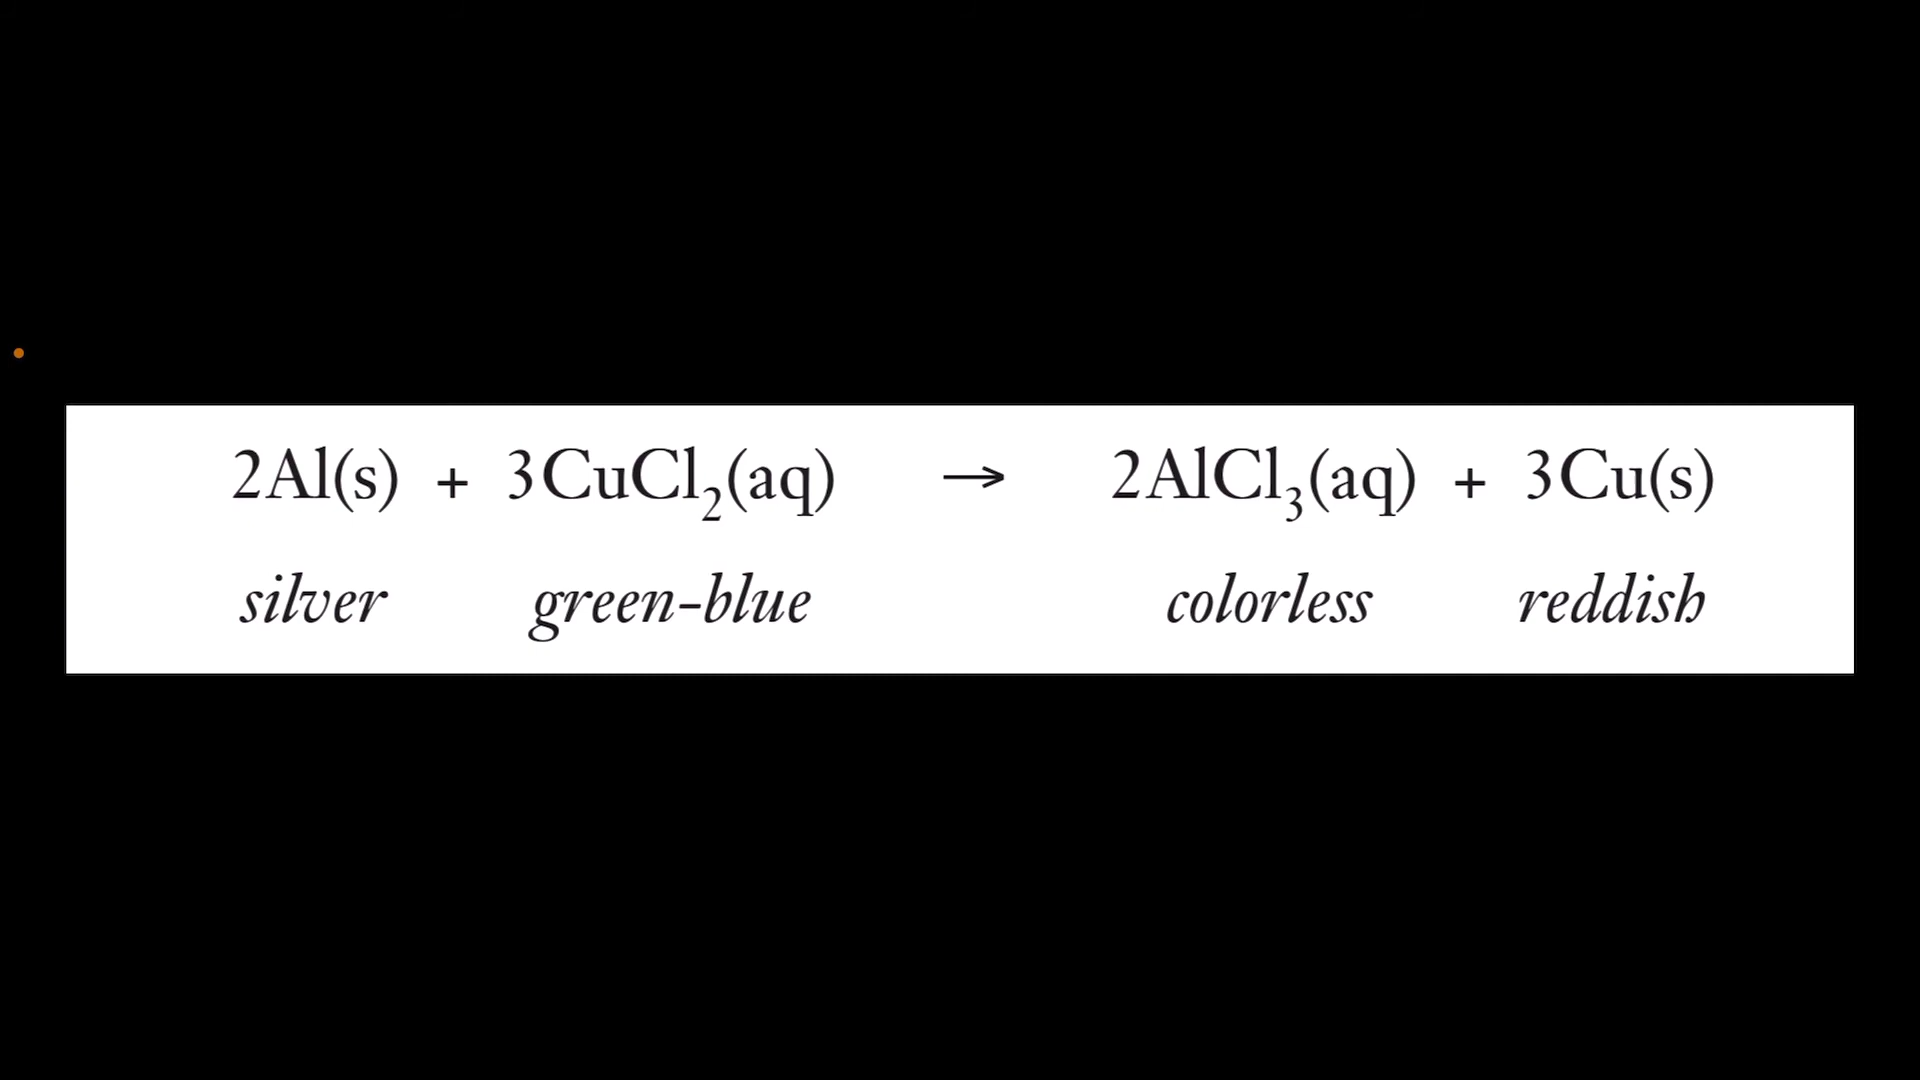 2Al(s) + 3CuCl₂(aq) → 2AlCl₃(aq) + 3Cu(s)
silver green-blue colorless reddish